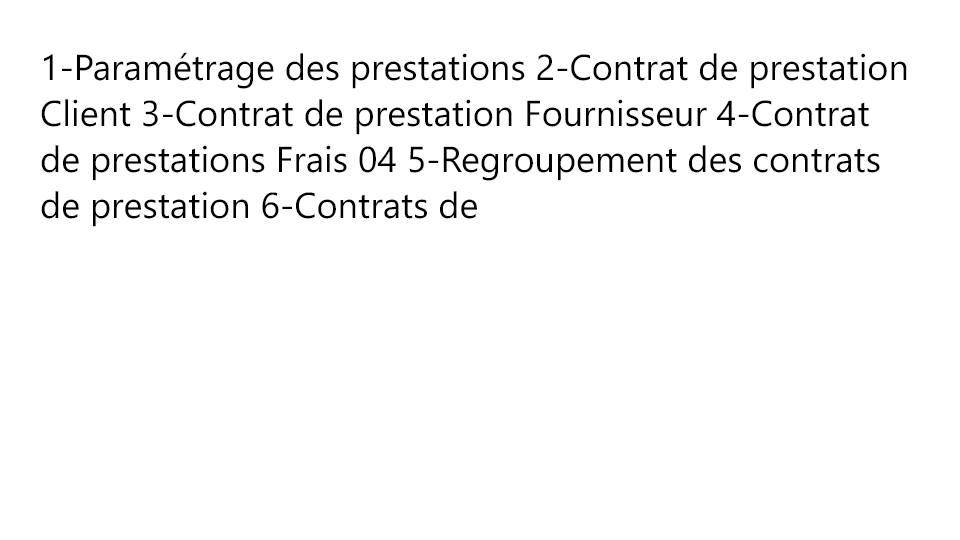 1-Paramétrage des prestations 2-Contrat de prestation
Client 3-Contrat de prestation Fournisseur 4-Contrat
de prestations Frais 04 5-Regroupement des contrats
de prestation 6-Contrats de